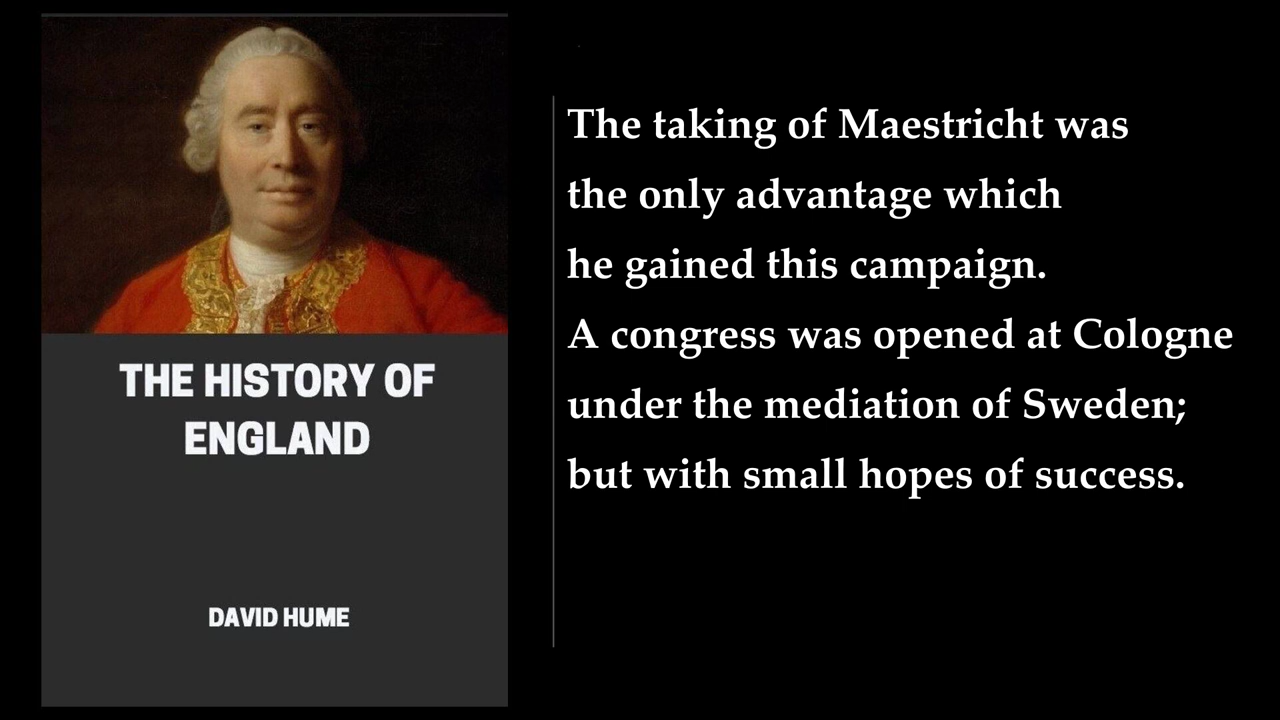 THE HISTORY OF
ENGLAND
DAVID HUME
The taking of Maestricht was
the only advantage which
he gained this campaign.
A congress was opened at Cologne
under the mediation of Sweden;
but with small hopes of success.